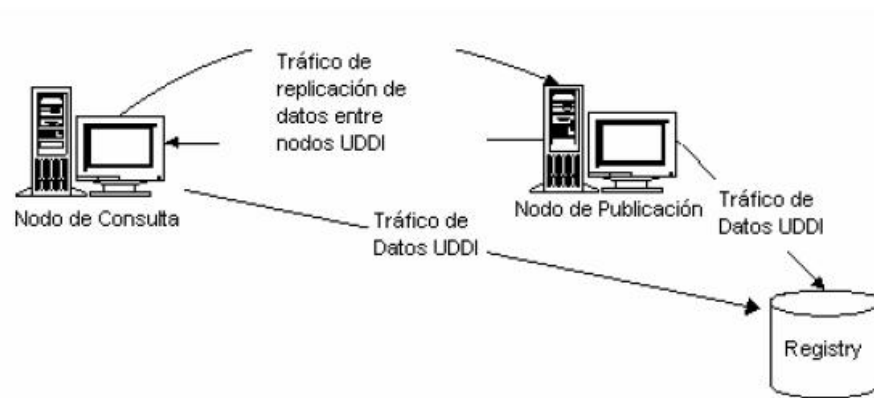 Tráfico de
replicación de
datos entre
nodos UDDI
Nodo de Consulta
Nodo de Publicación
Tráfico de
Datos UDDI
Tráfico de
Datos UDDI
Registry